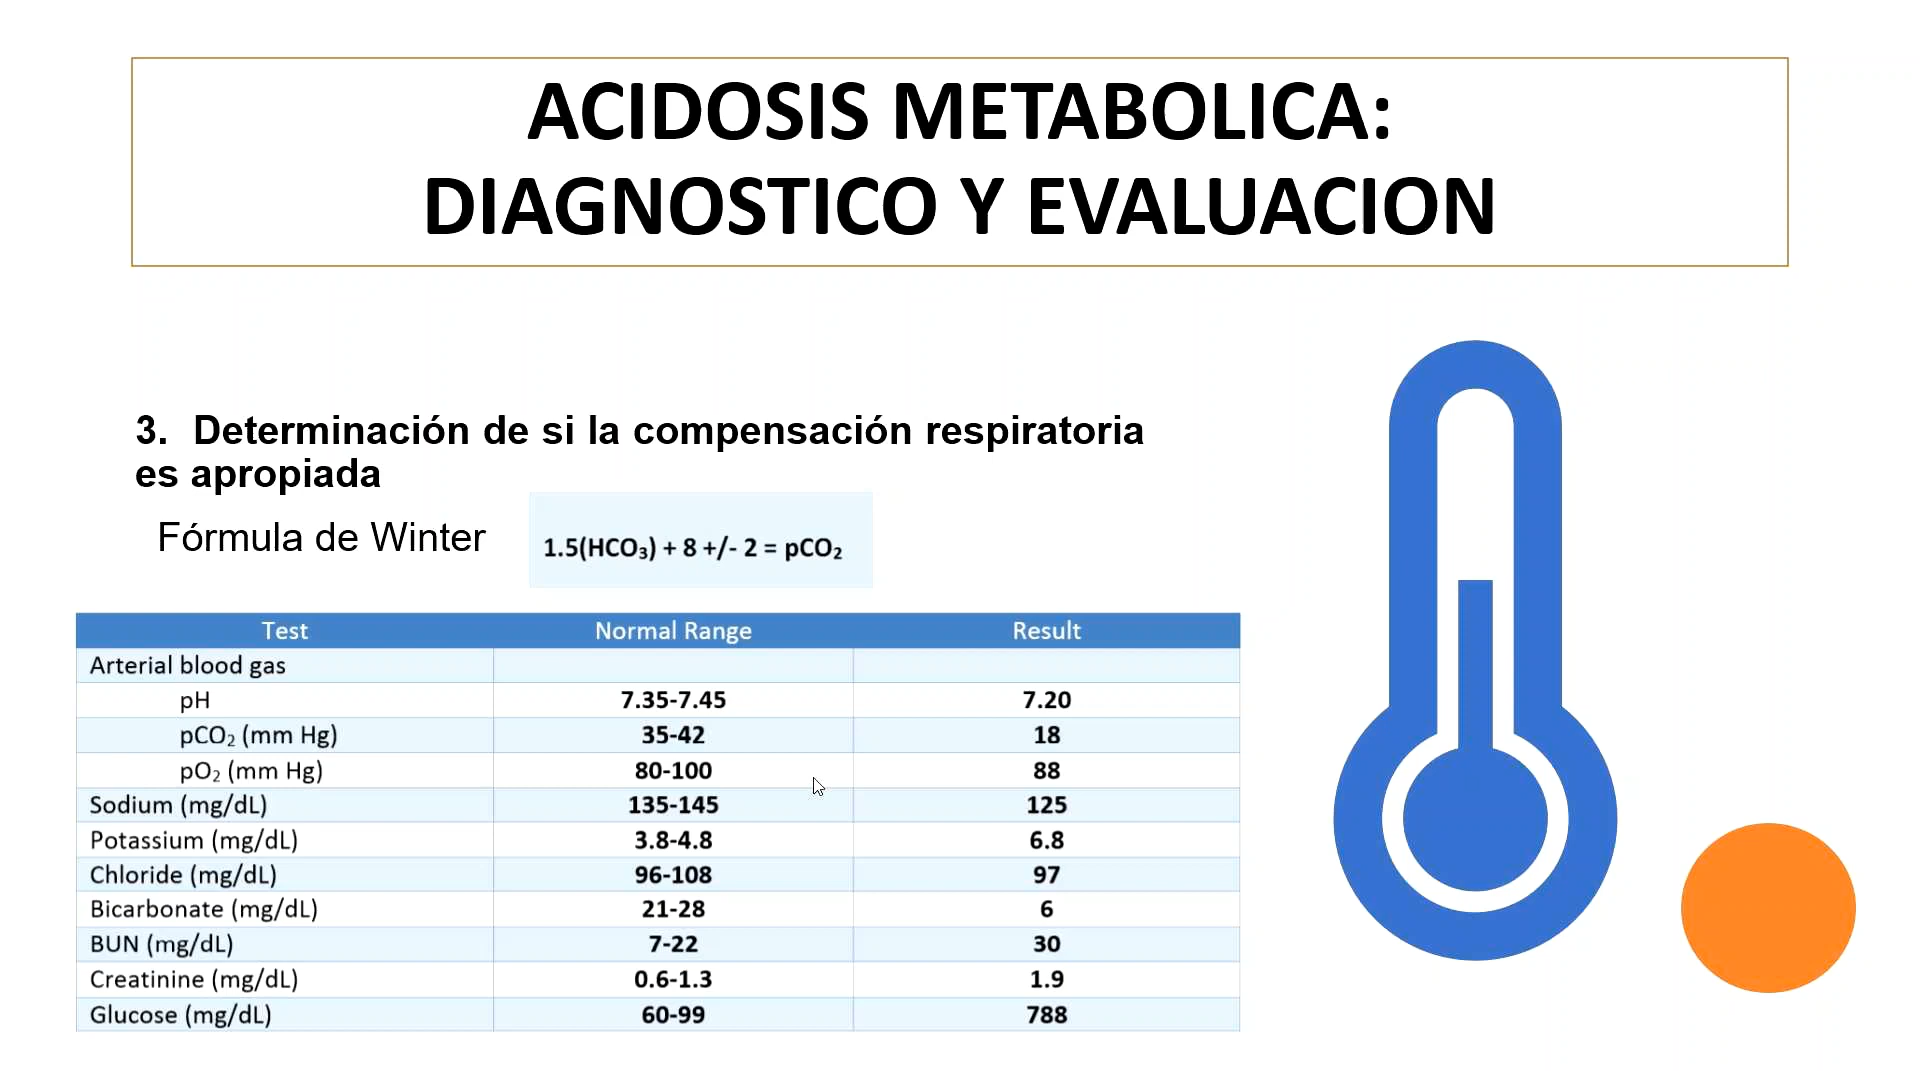 ACIDOSIS METABOLICA:
DIAGNOSTICO Y EVALUACION
3. Determinación de si la compensación respiratoria
es apropiada
Fórmula de Winter
1.5(HCO₃) + 8 +/- 2 = pCO₂
Test Normal Range Result
Arterial blood gas
pH 7.35-7.45 7.20
pCO₂ (mm Hg) 35-42 18
pO₂ (mm Hg) 80-100 88
Sodium (mg/dL) 135-145 125
Potassium (mg/dL) 3.8-4.8 6.8
Chloride (mg/dL) 96-108 97
Bicarbonate (mg/dL) 21-28 6
BUN (mg/dL) 7-22 30
Creatinine (mg/dL) 0.6-1.3 1.9
Glucose (mg/dL) 60-99 788